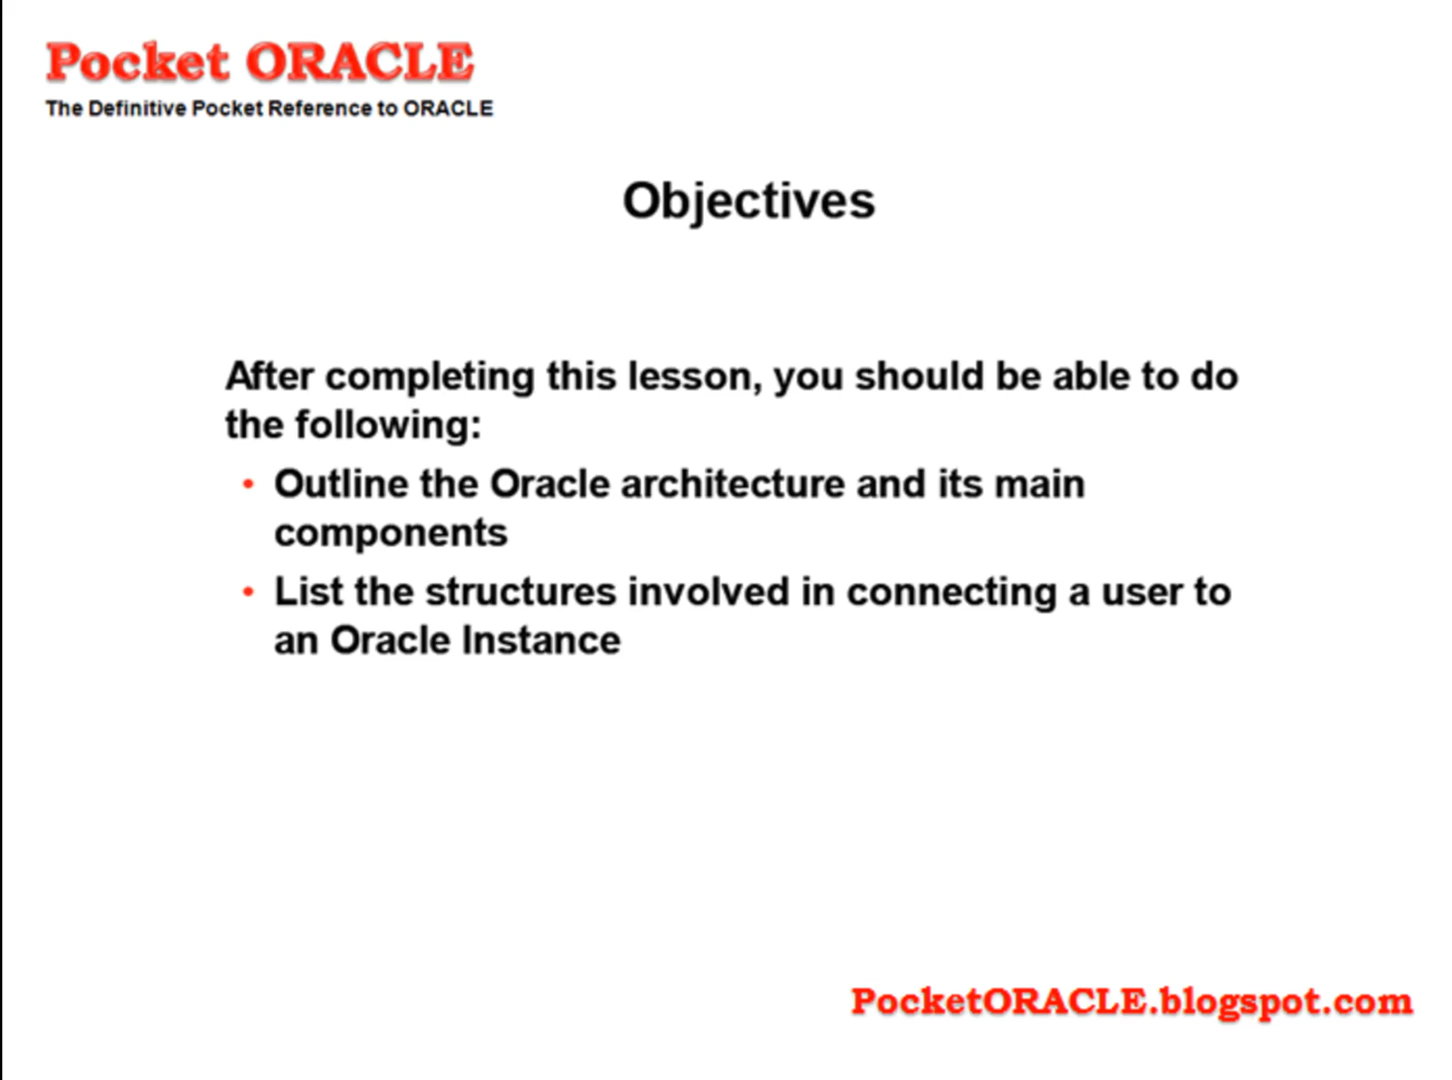 Pocket ORACLE
The Definitive Pocket Reference to ORACLE
Objectives
After completing this lesson, you should be able to do
the following:
• Outline the Oracle architecture and its main
components
• List the structures involved in connecting a user to
an Oracle Instance
PocketORACLE.blogspot.com